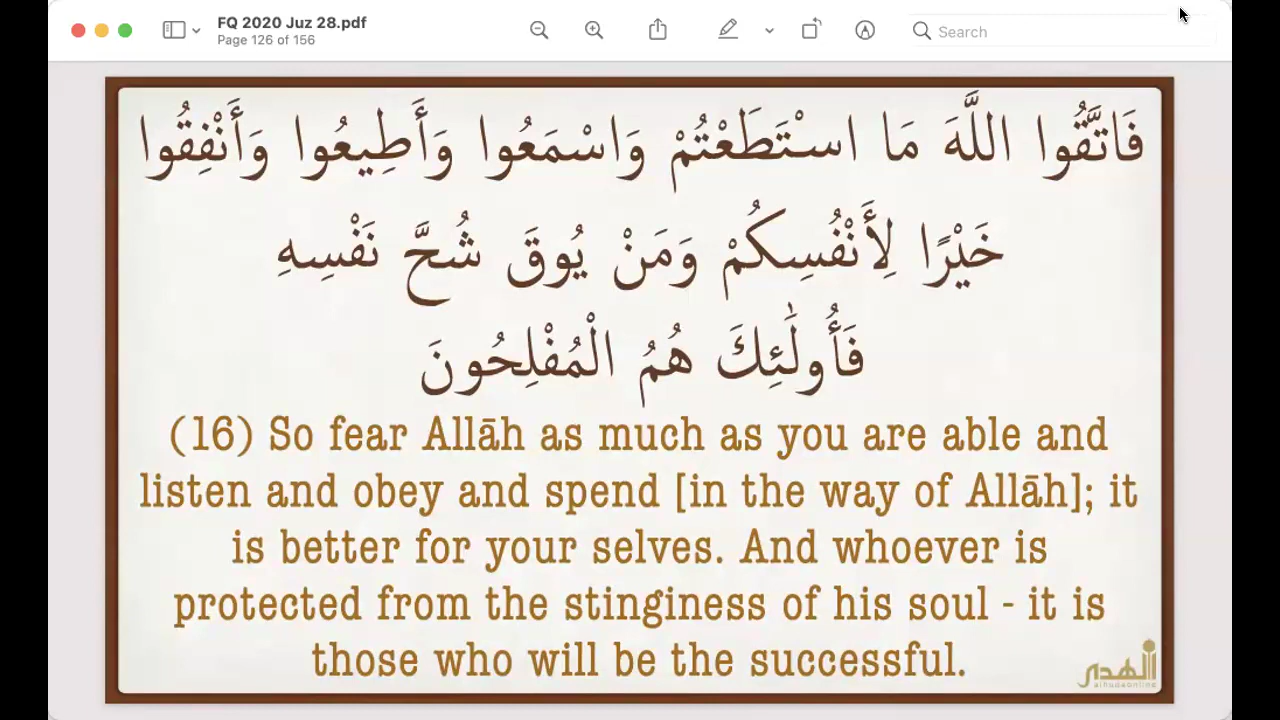 FQ 2020 Juz 28.pdf
Page 126 of 156
Search
فَاتَّقُوا اللَّهَ مَا اسْتَطَعْتُمْ وَاسْمَعُوا وَأَطِيعُوا وَأَنْفِقُوا
خَيْرًا لِأَنْفُسِكُمْ وَمَنْ يُوقَ شُحَّ نَفْسِهِ
فَأُولَٰئِكَ هُمُ الْمُفْلِحُونَ
(16) So fear Allāh as much as you are able and
listen and obey and spend [in the way of Allāh]; it
is better for your selves. And whoever is
protected from the stinginess of his soul - it is
those who will be the successful.
الهدى
alhudaonline